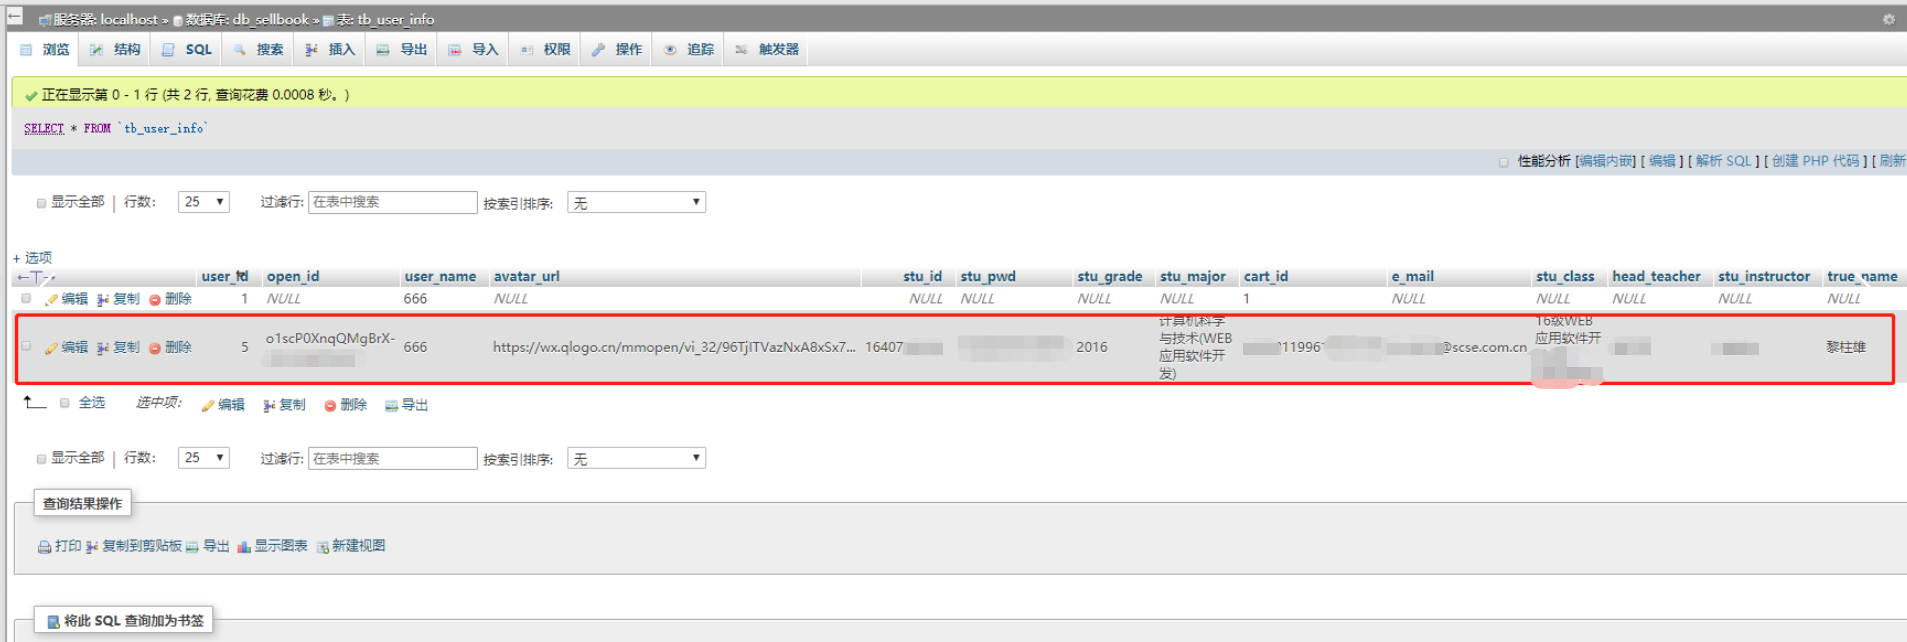 服务器: localhost » 数据库: db_sellbook » 表: tb_user_info
浏览 结构 SQL 搜索 插入 导出 导入 权限 操作 追踪 触发器
正在显示第 0 - 1 行 (共 2 行, 查询花费 0.0008 秒。)
SELECT * FROM `tb_user_info`
性能分析 [编辑内嵌] [ 编辑 ] [ 解析 SQL ] [ 创建 PHP 代码 ] [ 刷新
显示全部 | 行数: 25 过滤行: 在表中搜索 按索引排序: 无
+ 选项
←T→ user_id open_id user_name avatar_url stu_id stu_pwd stu_grade stu_major cart_id e_mail stu_class head_teacher stu_instructor true_name
编辑 复制 删除 1 NULL 666 NULL NULL NULL NULL NULL 1 NULL NULL NULL NULL NULL
编辑 复制 删除 5 o1scP0XnqQMgBrX- 666 https://wx.qlogo.cn/mmopen/vi_32/96TjITVazNxA8xSx7... 16407 2016 计算机科学与技术(WEB应用软件开发) 119961 @scse.com.cn 16级WEB应用软件开 黎柱雄
全选 选中项: 编辑 复制 删除 导出
显示全部 | 行数: 25 过滤行: 在表中搜索 按索引排序: 无
查询结果操作
打印 复制到剪贴板 导出 显示图表 新建视图
将此 SQL 查询加为书签